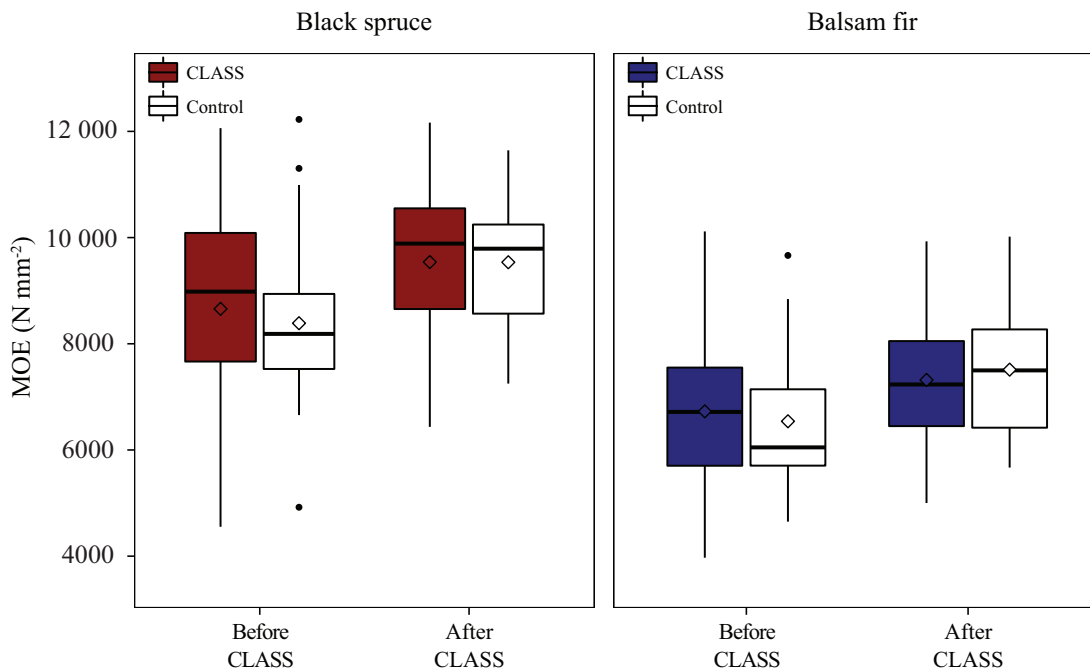 Black spruce
Balsam fir
CLASS
Control
CLASS
Control
MOE (N mm-2)
12 000
10 000
8000
6000
4000
Before
CLASS
After
CLASS
Before
CLASS
After
CLASS